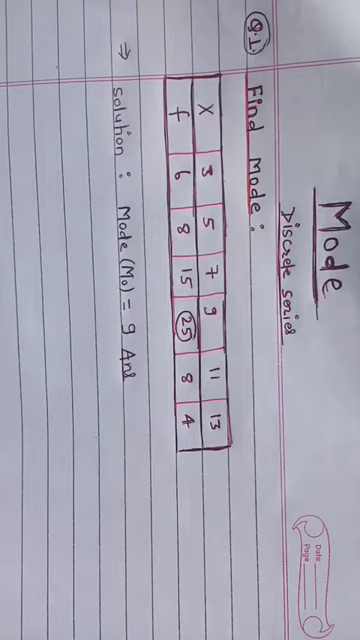 Mode
Discrete series
Date
Page
Q.1. Find mode :
X 3 5 7 9 11 13
f 6 8 15 25 8 4
⇒ Solution : Mode (Mo) = 9 Ans